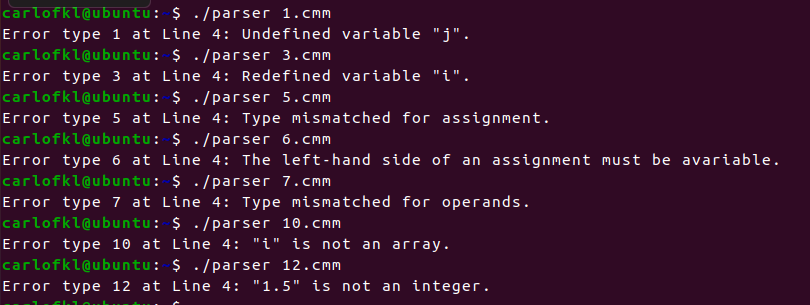 carlofkl@ubuntu:~$ ./parser 1.cmm
Error type 1 at Line 4: Undefined variable "j".
carlofkl@ubuntu:~$ ./parser 3.cmm
Error type 3 at Line 4: Redefined variable "i".
carlofkl@ubuntu:~$ ./parser 5.cmm
Error type 5 at Line 4: Type mismatched for assignment.
carlofkl@ubuntu:~$ ./parser 6.cmm
Error type 6 at Line 4: The left-hand side of an assignment must be avariable.
carlofkl@ubuntu:~$ ./parser 7.cmm
Error type 7 at Line 4: Type mismatched for operands.
carlofkl@ubuntu:~$ ./parser 10.cmm
Error type 10 at Line 4: "i" is not an array.
carlofkl@ubuntu:~$ ./parser 12.cmm
Error type 12 at Line 4: "1.5" is not an integer.